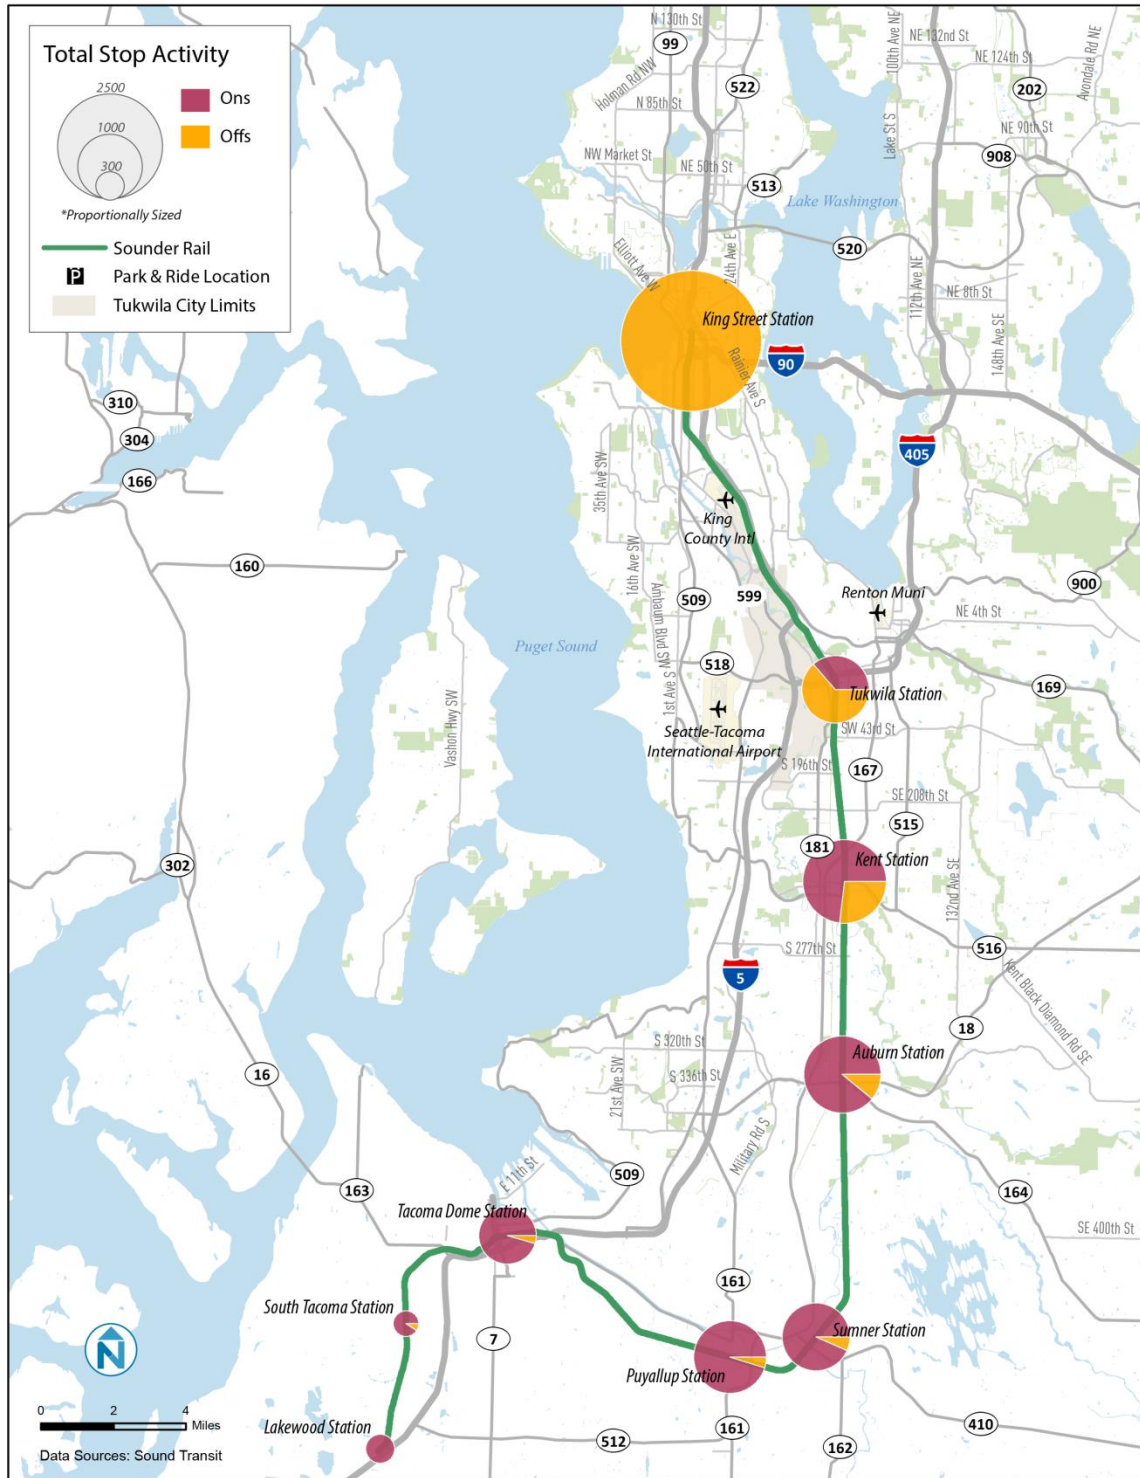 Total Stop Activity
2500
1000
300
*Proportionally Sized
Ons
Offs
Sounder Rail
P
Park & Ride Location
Tukwila City Limits
N 130th St
99
Holman Rd NW
522
N 85th St
NW Market St
NE 50th St
513
Lake Washington
100th Ave NE
NE 132nd St
NE 124th St
Avondale Rd NE
202
NE 90th St
Lake St S
908
24th Ave E
520
Elliott Ave W
112th Ave NE
NE 8th St
148th Ave SE
King Street Station
Rainier Ave S
90
405
310
304
166
35th Ave SW
King
County Intl
160
16th Ave SW
509
599
Renton Muni
900
NE 4th St
Ambaum Blvd SW
Puget Sound
518
1st Ave S
Tukwila Station
169
Vashon Hwy SW
Seattle-Tacoma
International Airport
SW 43rd St
S 196th St
167
SE 208th St
515
181
Kent Station
302
132nd Ave SE
S 277th St
516
5
Kent Black Diamond Rd SE
18
S 320th St
Auburn Station
16
S 336th St
21st Ave SW
Military Rd S
E 11th St
509
163
164
Tacoma Dome Station
SE 400th St
161
South Tacoma Station
7
Sumner Station
Puyallup Station
N
0 2 4
Miles
Lakewood Station
410
512
161
162
Data Sources: Sound Transit